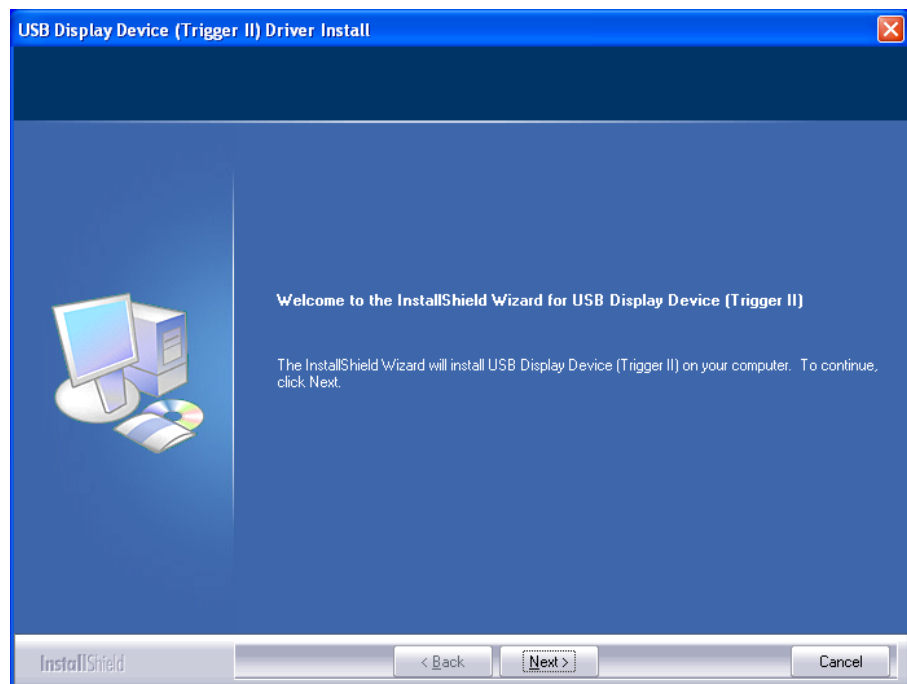 USB Display Device (Trigger II) Driver Install
Welcome to the InstallShield Wizard for USB Display Device (Trigger II)
The InstallShield Wizard will install USB Display Device (Trigger II) on your computer. To continue,
click Next.
InstallShield
< Back
Next >
Cancel